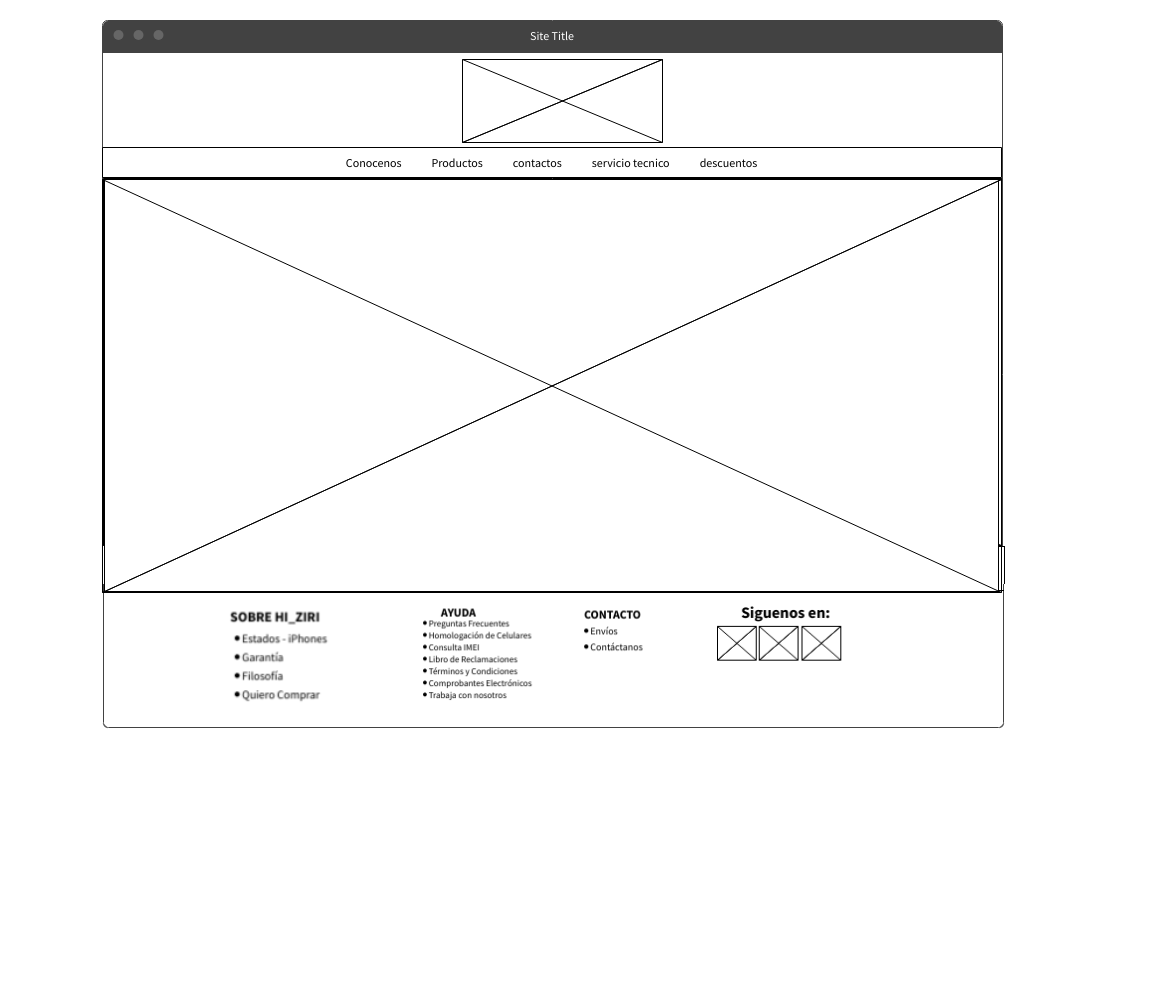 Site Title
Conocenos Productos contactos servicio tecnico descuentos
SOBRE HI_ZIRI
Estados - iPhones
Garantía
Filosofía
Quiero Comprar
AYUDA
Preguntas Frecuentes
Homologación de Celulares
Consulta IMEI
Libro de Reclamaciones
Términos y Condiciones
Comprobantes Electrónicos
Trabaja con nosotros
CONTACTO
Envíos
Contáctanos
Siguenos en: